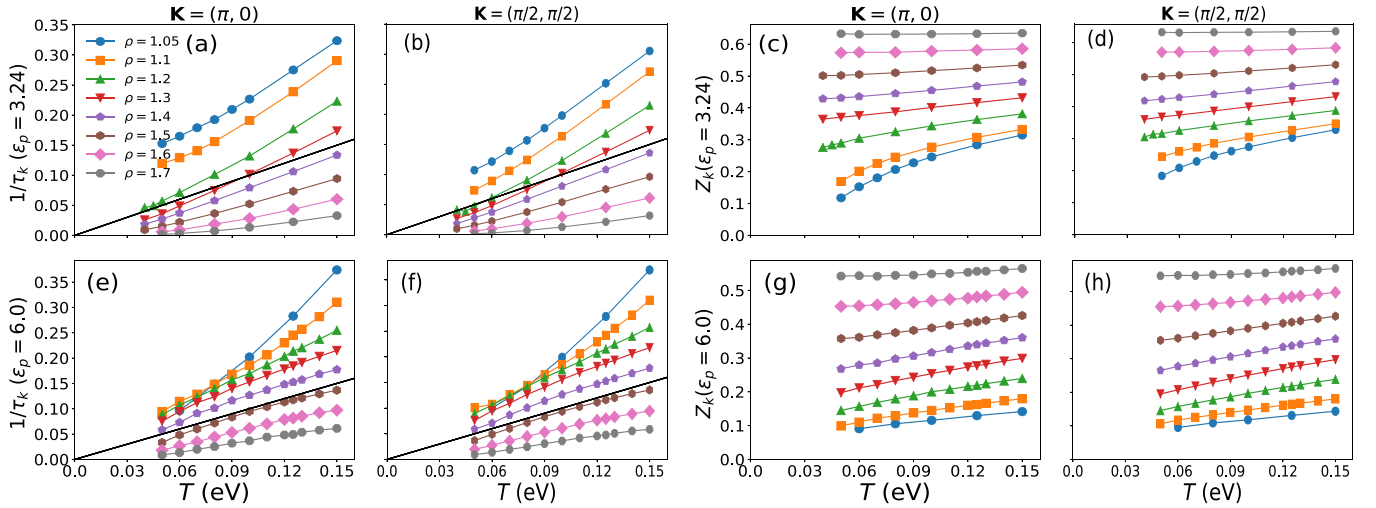 K = (π, 0)
K = (π/2, π/2)
K = (π, 0)
K = (π/2, π/2)
(a)
(b)
(c)
(d)
ρ = 1.05
ρ = 1.1
ρ = 1.2
ρ = 1.3
ρ = 1.4
ρ = 1.5
ρ = 1.6
ρ = 1.7
1/τk (εp = 3.24)
0.35
0.30
0.25
0.20
0.15
0.10
0.05
0.00
Zk(εp = 3.24)
0.6
0.5
0.4
0.3
0.2
0.1
0.0
(e)
(f)
(g)
(h)
1/τk (εp = 6.0)
0.35
0.30
0.25
0.20
0.15
0.10
0.05
0.00
Zk(εp = 6.0)
0.5
0.4
0.3
0.2
0.1
0.0
0.0 0.03 0.06 0.09 0.12 0.15
0.0 0.03 0.06 0.09 0.12 0.15
0.0 0.03 0.06 0.09 0.12 0.15
0.0 0.03 0.06 0.09 0.12 0.15
T (eV)
T (eV)
T (eV)
T (eV)